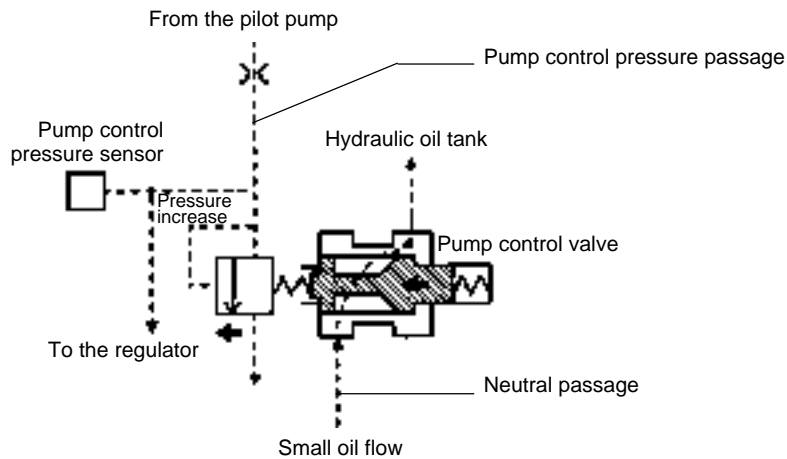 From the pilot pump
Pump control pressure passage
Pump control
pressure sensor
Hydraulic oil tank
Pressure
increase
Pump control valve
To the regulator
Neutral passage
Small oil flow